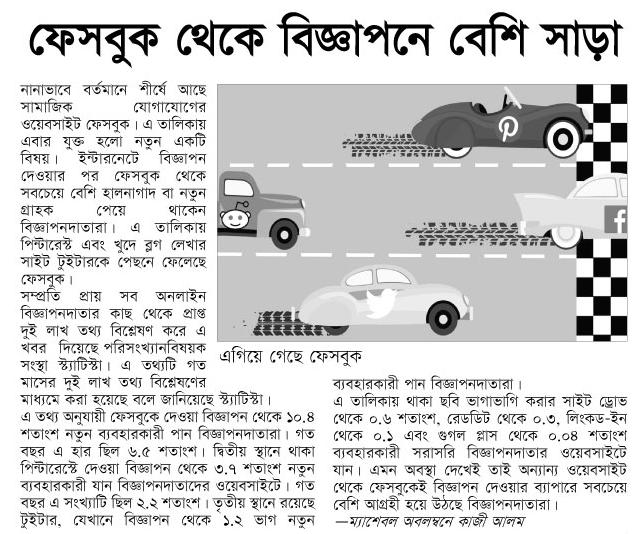 ফেসবুক থেকে বিজ্ঞাপনে বেশি সাড়া
নানাভাবে বর্তমানে শীর্ষে আছে
সামাজিক যোগাযোগের
ওয়েবসাইট ফেসবুক। এ তালিকায়
এবার যুক্ত হলো নতুন একটি
বিষয়। ইন্টারনেটে বিজ্ঞাপন
দেওয়ার পর ফেসবুক থেকে
সবচেয়ে বেশি হালনাগাদ বা নতুন
গ্রাহক পেয়ে থাকেন
বিজ্ঞাপনদাতারা। এ তালিকায়
পিন্টারেস্ট এবং খুদে ব্লগ লেখার
সাইট টুইটারকে পেছনে ফেলেছে
ফেসবুক।
সম্প্রতি প্রায় সব অনলাইন
বিজ্ঞাপনদাতার কাছ থেকে প্রাপ্ত
দুই লাখ তথ্য বিশ্লেষণ করে এ
খবর দিয়েছে পরিসংখ্যানবিষয়ক
সংস্থা স্ট্যাটিস্টা। এ তথ্যটি গত
মাসের দুই লাখ তথ্য বিশ্লেষণের
মাধ্যমে করা হয়েছে বলে জানিয়েছে স্ট্যাটিস্টা।
এ তথ্য অনুযায়ী ফেসবুকে দেওয়া বিজ্ঞাপন থেকে ১০.৪
শতাংশ নতুন ব্যবহারকারী পান বিজ্ঞাপনদাতারা। গত
বছর এ হার ছিল ৬.৫ শতাংশ। দ্বিতীয় স্থানে থাকা
পিন্টারেস্টে দেওয়া বিজ্ঞাপন থেকে ৩.৭ শতাংশ নতুন
ব্যবহারকারী যান বিজ্ঞাপনদাতাদের ওয়েবসাইটে। গত
বছর এ সংখ্যাটি ছিল ২.২ শতাংশ। তৃতীয় স্থানে রয়েছে
টুইটার, যেখানে বিজ্ঞাপন থেকে ১.২ ভাগ নতুন
এগিয়ে গেছে ফেসবুক
ব্যবহারকারী পান বিজ্ঞাপনদাতারা।
এ তালিকায় থাকা ছবি ভাগাভাগি করার সাইট ড্রোভ
থেকে ০.৬ শতাংশ, রেডডিট থেকে ০.৩, লিংকড-ইন
থেকে ০.১ এবং গুগল প্লাস থেকে ০.০৪ শতাংশ
ব্যবহারকারী সরাসরি বিজ্ঞাপনদাতার ওয়েবসাইটে
যান। এমন অবস্থা দেখেই তাই অন্যান্য ওয়েবসাইট
থেকে ফেসবুকেই বিজ্ঞাপন দেওয়ার ব্যাপারে সবচেয়ে
বেশি আগ্রহী হয়ে উঠছে বিজ্ঞাপনদাতারা।
—ম্যাশেবল অবলম্বনে কাজী আলম